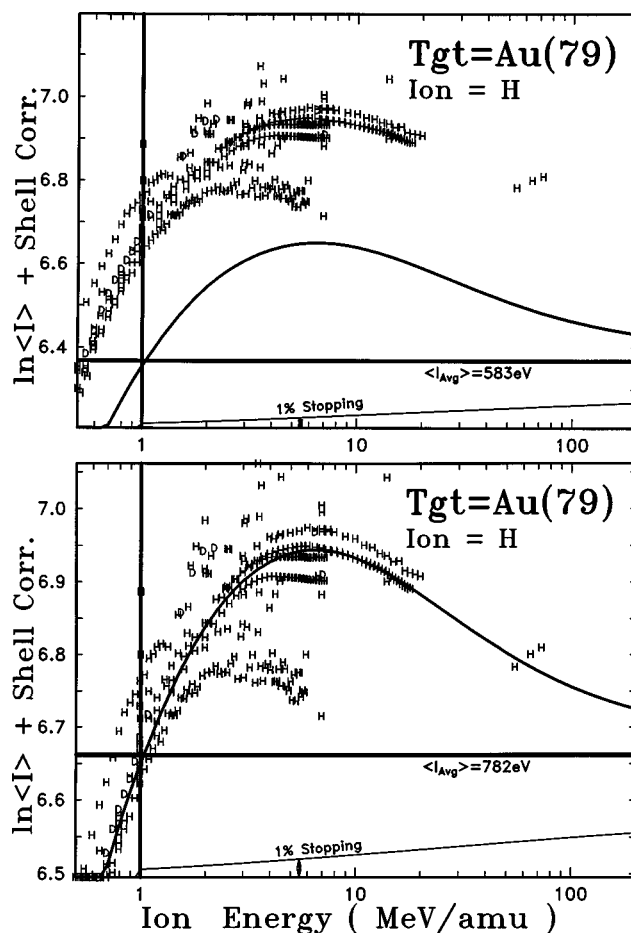 Tgt=Au(79)
Ion = H
7.0
6.8
6.6
6.4
ln<I> + Shell Corr.
<I_Avg>=583eV
1% Stopping
1
10
100
Tgt=Au(79)
Ion = H
7.0
6.9
6.8
6.7
6.6
6.5
ln<I> + Shell Corr.
<I_Avg>=782eV
1% Stopping
1
10
100
Ion Energy ( MeV/amu )